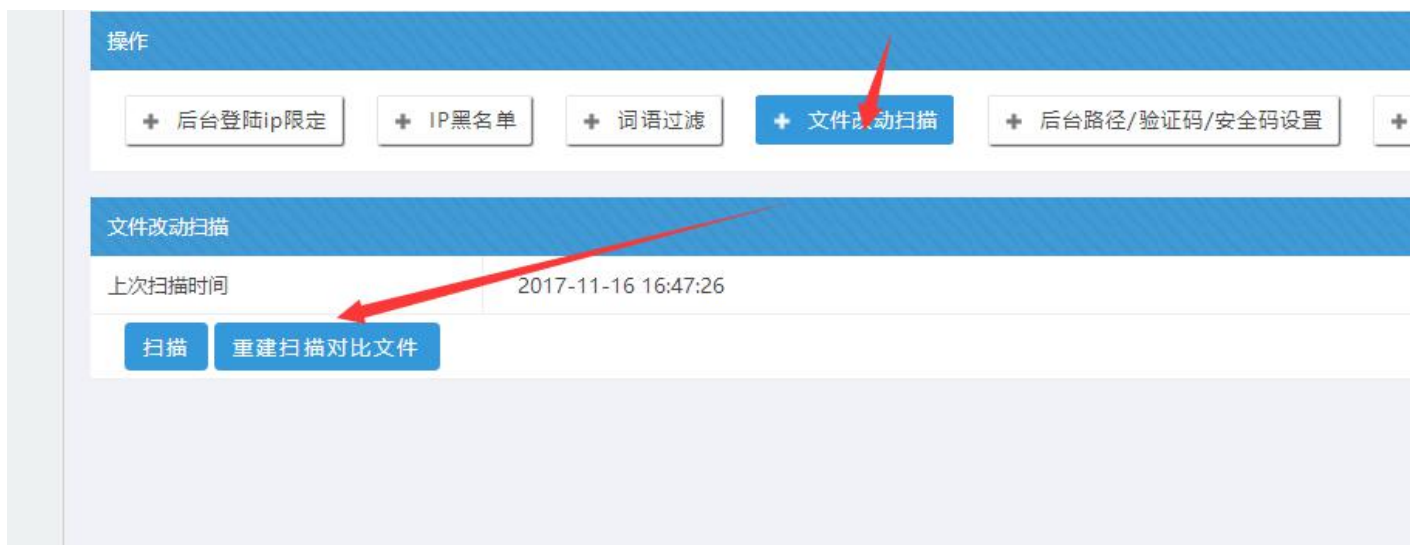 操作
+ 后台登陆ip限定 + IP黑名单 + 词语过滤 + 文件改动扫描 + 后台路径/验证码/安全码设置 +
文件改动扫描
上次扫描时间 2017-11-16 16:47:26
扫描 重建扫描对比文件